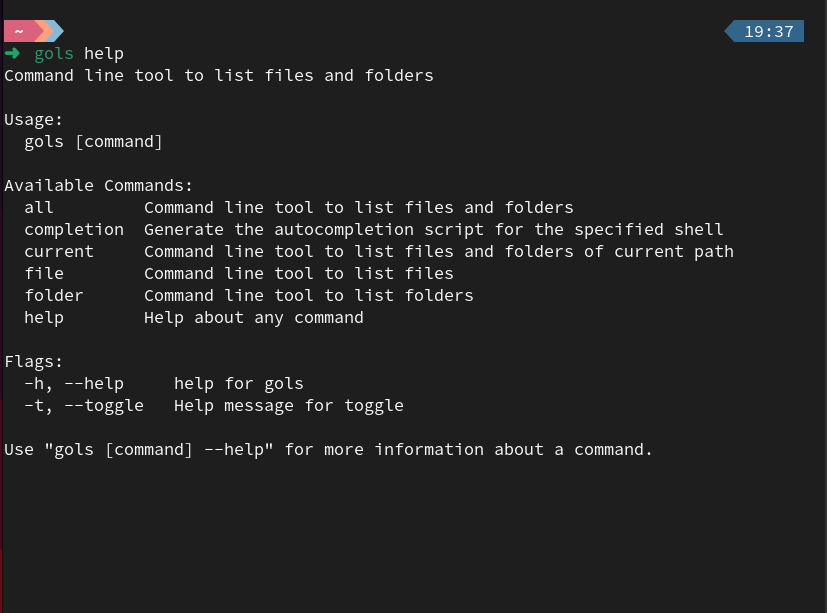 ~ 19:37
➜ gols help
Command line tool to list files and folders

Usage:
  gols [command]

Available Commands:
  all         Command line tool to list files and folders
  completion  Generate the autocompletion script for the specified shell
  current     Command line tool to list files and folders of current path
  file        Command line tool to list files
  folder      Command line tool to list folders
  help        Help about any command

Flags:
  -h, --help     help for gols
  -t, --toggle   Help message for toggle

Use "gols [command] --help" for more information about a command.